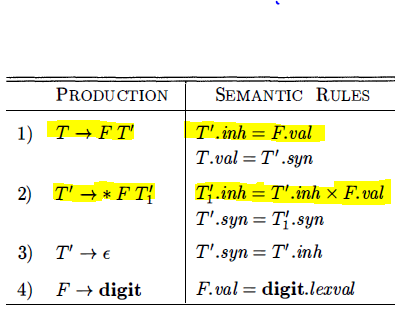 PRODUCTION SEMANTIC RULES
1) T → F T′ T′.inh = F.val
T.val = T′.syn
2) T′ → * F T′₁ T′₁.inh = T′.inh × F.val
T′.syn = T′₁.syn
3) T′ → ϵ T′.syn = T′.inh
4) F → digit F.val = digit.lexval